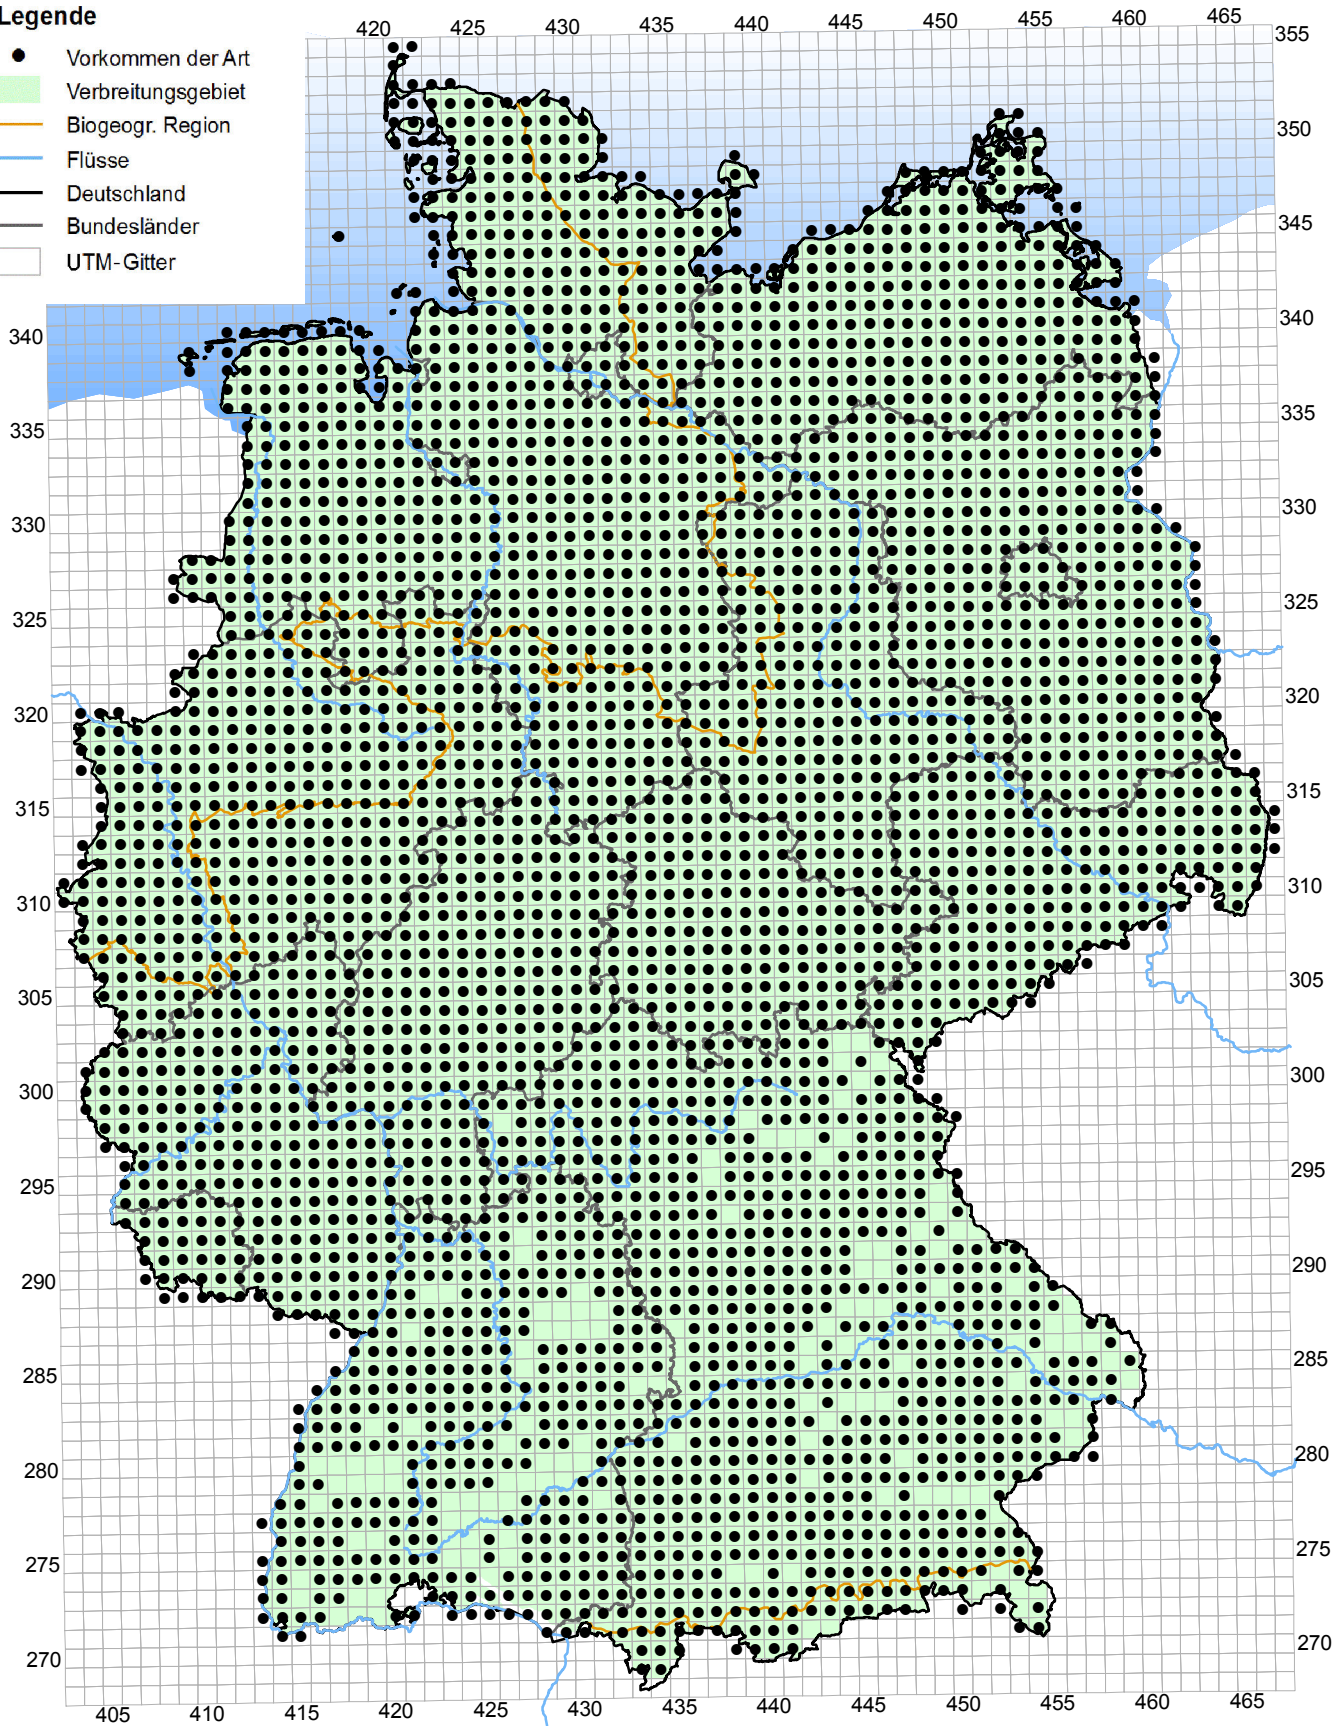 Legende
Vorkommen der Art
Verbreitungsgebiet
Biogeogr. Region
Flüsse
Deutschland
Bundesländer
UTM-Gitter
420 425 430 435 440 445 450 455 460 465
355
350
345
340 340
335 335
330 330
325 325
320 320
315 315
310 310
305 305
300 300
295 295
290 290
285 285
280 280
275 275
270 270
405 410 415 420 425 430 435 440 445 450 455 460 465